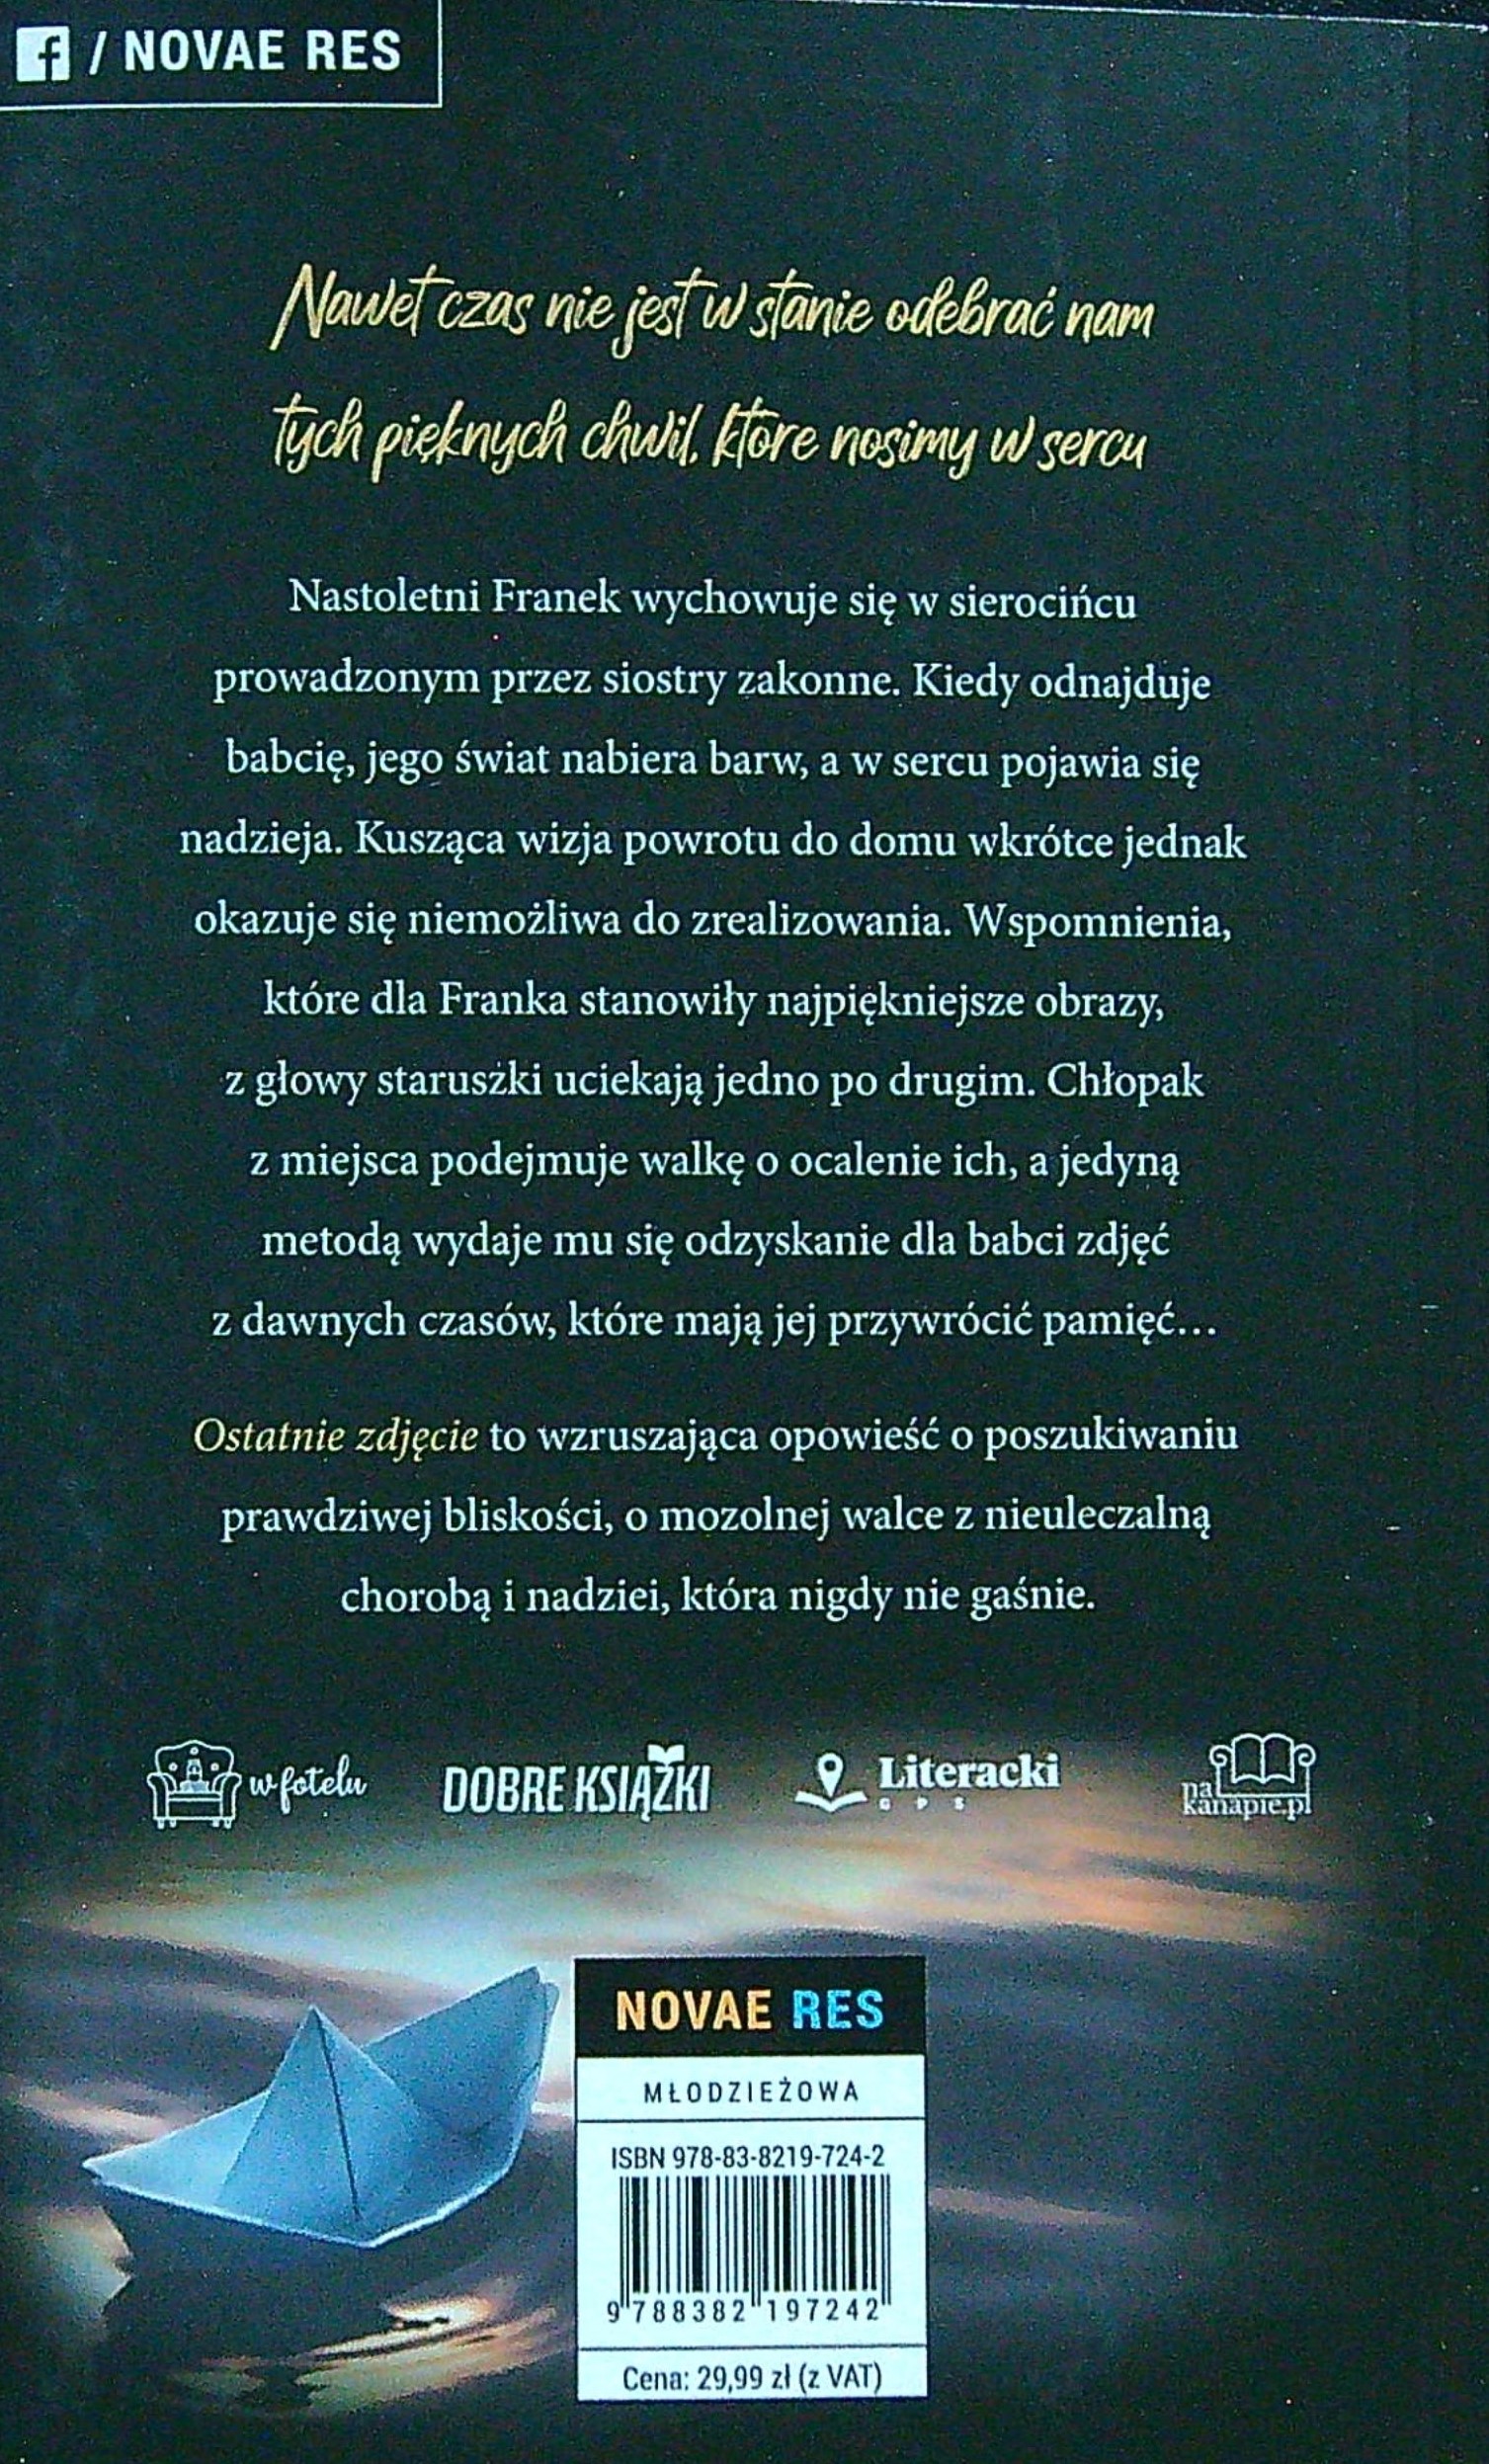 f / NOVAE RES
Nawet czas nie jest w stanie odebrać nam
tych pięknych chwil, które nosimy w sercu
Nastoletni Franek wychowuje się w sierocińcu
prowadzonym przez siostry zakonne. Kiedy odnajduje
babcię, jego świat nabiera barw, a w sercu pojawia się
nadzieja. Kusząca wizja powrotu do domu wkrótce jednak
okazuje się niemożliwa do zrealizowania. Wspomnienia,
które dla Franka stanowiły najpiękniejsze obrazy,
z głowy staruszki uciekają jedno po drugim. Chłopak
z miejsca podejmuje walkę o ocalenie ich, a jedyną
metodą wydaje mu się odzyskanie dla babci zdjęć
z dawnych czasów, które mają jej przywrócić pamięć...
Ostatnie zdjęcie to wzruszająca opowieść o poszukiwaniu
prawdziwej bliskości, o mozolnej walce z nieuleczalną
chorobą i nadziei, która nigdy nie gaśnie.
w fotelu
DOBRE KSIĄŻKI
Literacki
GPS
na
kanapie.pl
NOVAE RES
MŁODZIEŻOWA
ISBN 978-83-8219-724-2
9 788382 197242
Cena: 29,99 zł (z VAT)